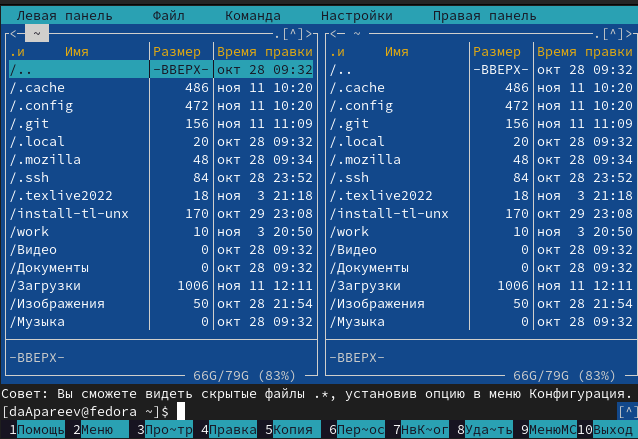 Левая панель Файл Команда Настройки Правая панель
<─ ~ .[^]> <─ ~ .[^]>
.и Имя Размер Время правки .и Имя Размер Время правки
/.. -ВВЕРХ- окт 28 09:32 /.. -ВВЕРХ- окт 28 09:32
/.cache 486 ноя 11 10:20 /.cache 486 ноя 11 10:20
/.config 472 ноя 11 10:20 /.config 472 ноя 11 10:20
/.git 156 ноя 11 11:09 /.git 156 ноя 11 11:09
/.local 20 окт 28 09:32 /.local 20 окт 28 09:32
/.mozilla 48 окт 28 09:34 /.mozilla 48 окт 28 09:34
/.ssh 84 окт 28 23:52 /.ssh 84 окт 28 23:52
/.texlive2022 18 ноя 3 21:18 /.texlive2022 18 ноя 3 21:18
/install-tl-unx 170 окт 29 23:08 /install-tl-unx 170 окт 29 23:08
/work 10 ноя 3 20:50 /work 10 ноя 3 20:50
/Видео 0 окт 28 09:32 /Видео 0 окт 28 09:32
/Документы 0 окт 28 09:32 /Документы 0 окт 28 09:32
/Загрузки 1006 ноя 11 12:11 /Загрузки 1006 ноя 11 12:11
/Изображения 50 окт 28 21:54 /Изображения 50 окт 28 21:54
/Музыка 0 окт 28 09:32 /Музыка 0 окт 28 09:32
-ВВЕРХ- -ВВЕРХ-
66G/79G (83%) 66G/79G (83%)
Совет: Вы сможете видеть скрытые файлы .*, установив опцию в меню Конфигурация.
[daApareev@fedora ~]$ [^]
1Помощь 2Меню 3Про~тр 4Правка 5Копия 6Пер~ос 7НвК~ог 8Уда~ть 9МенюМС 10Выход